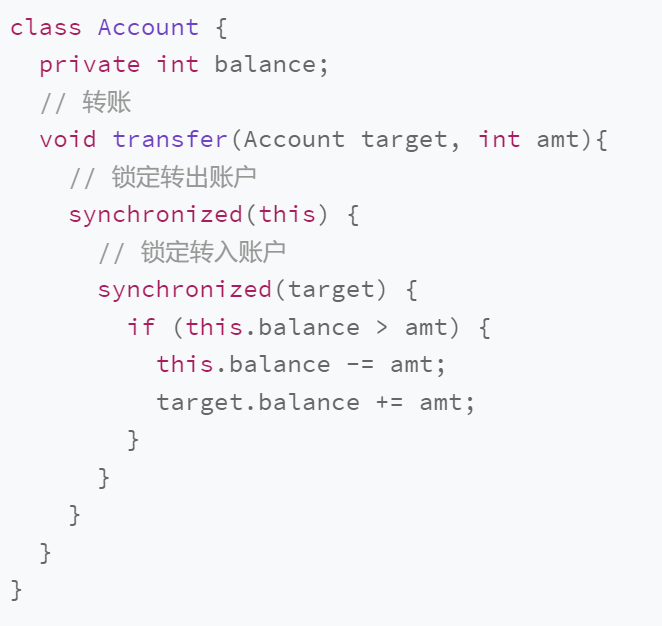 class Account {
  private int balance;
  // 转账
  void transfer(Account target, int amt){
    // 锁定转出账户
    synchronized(this) {
      // 锁定转入账户
      synchronized(target) {
        if (this.balance > amt) {
          this.balance -= amt;
          target.balance += amt;
        }
      }
    }
  }
}